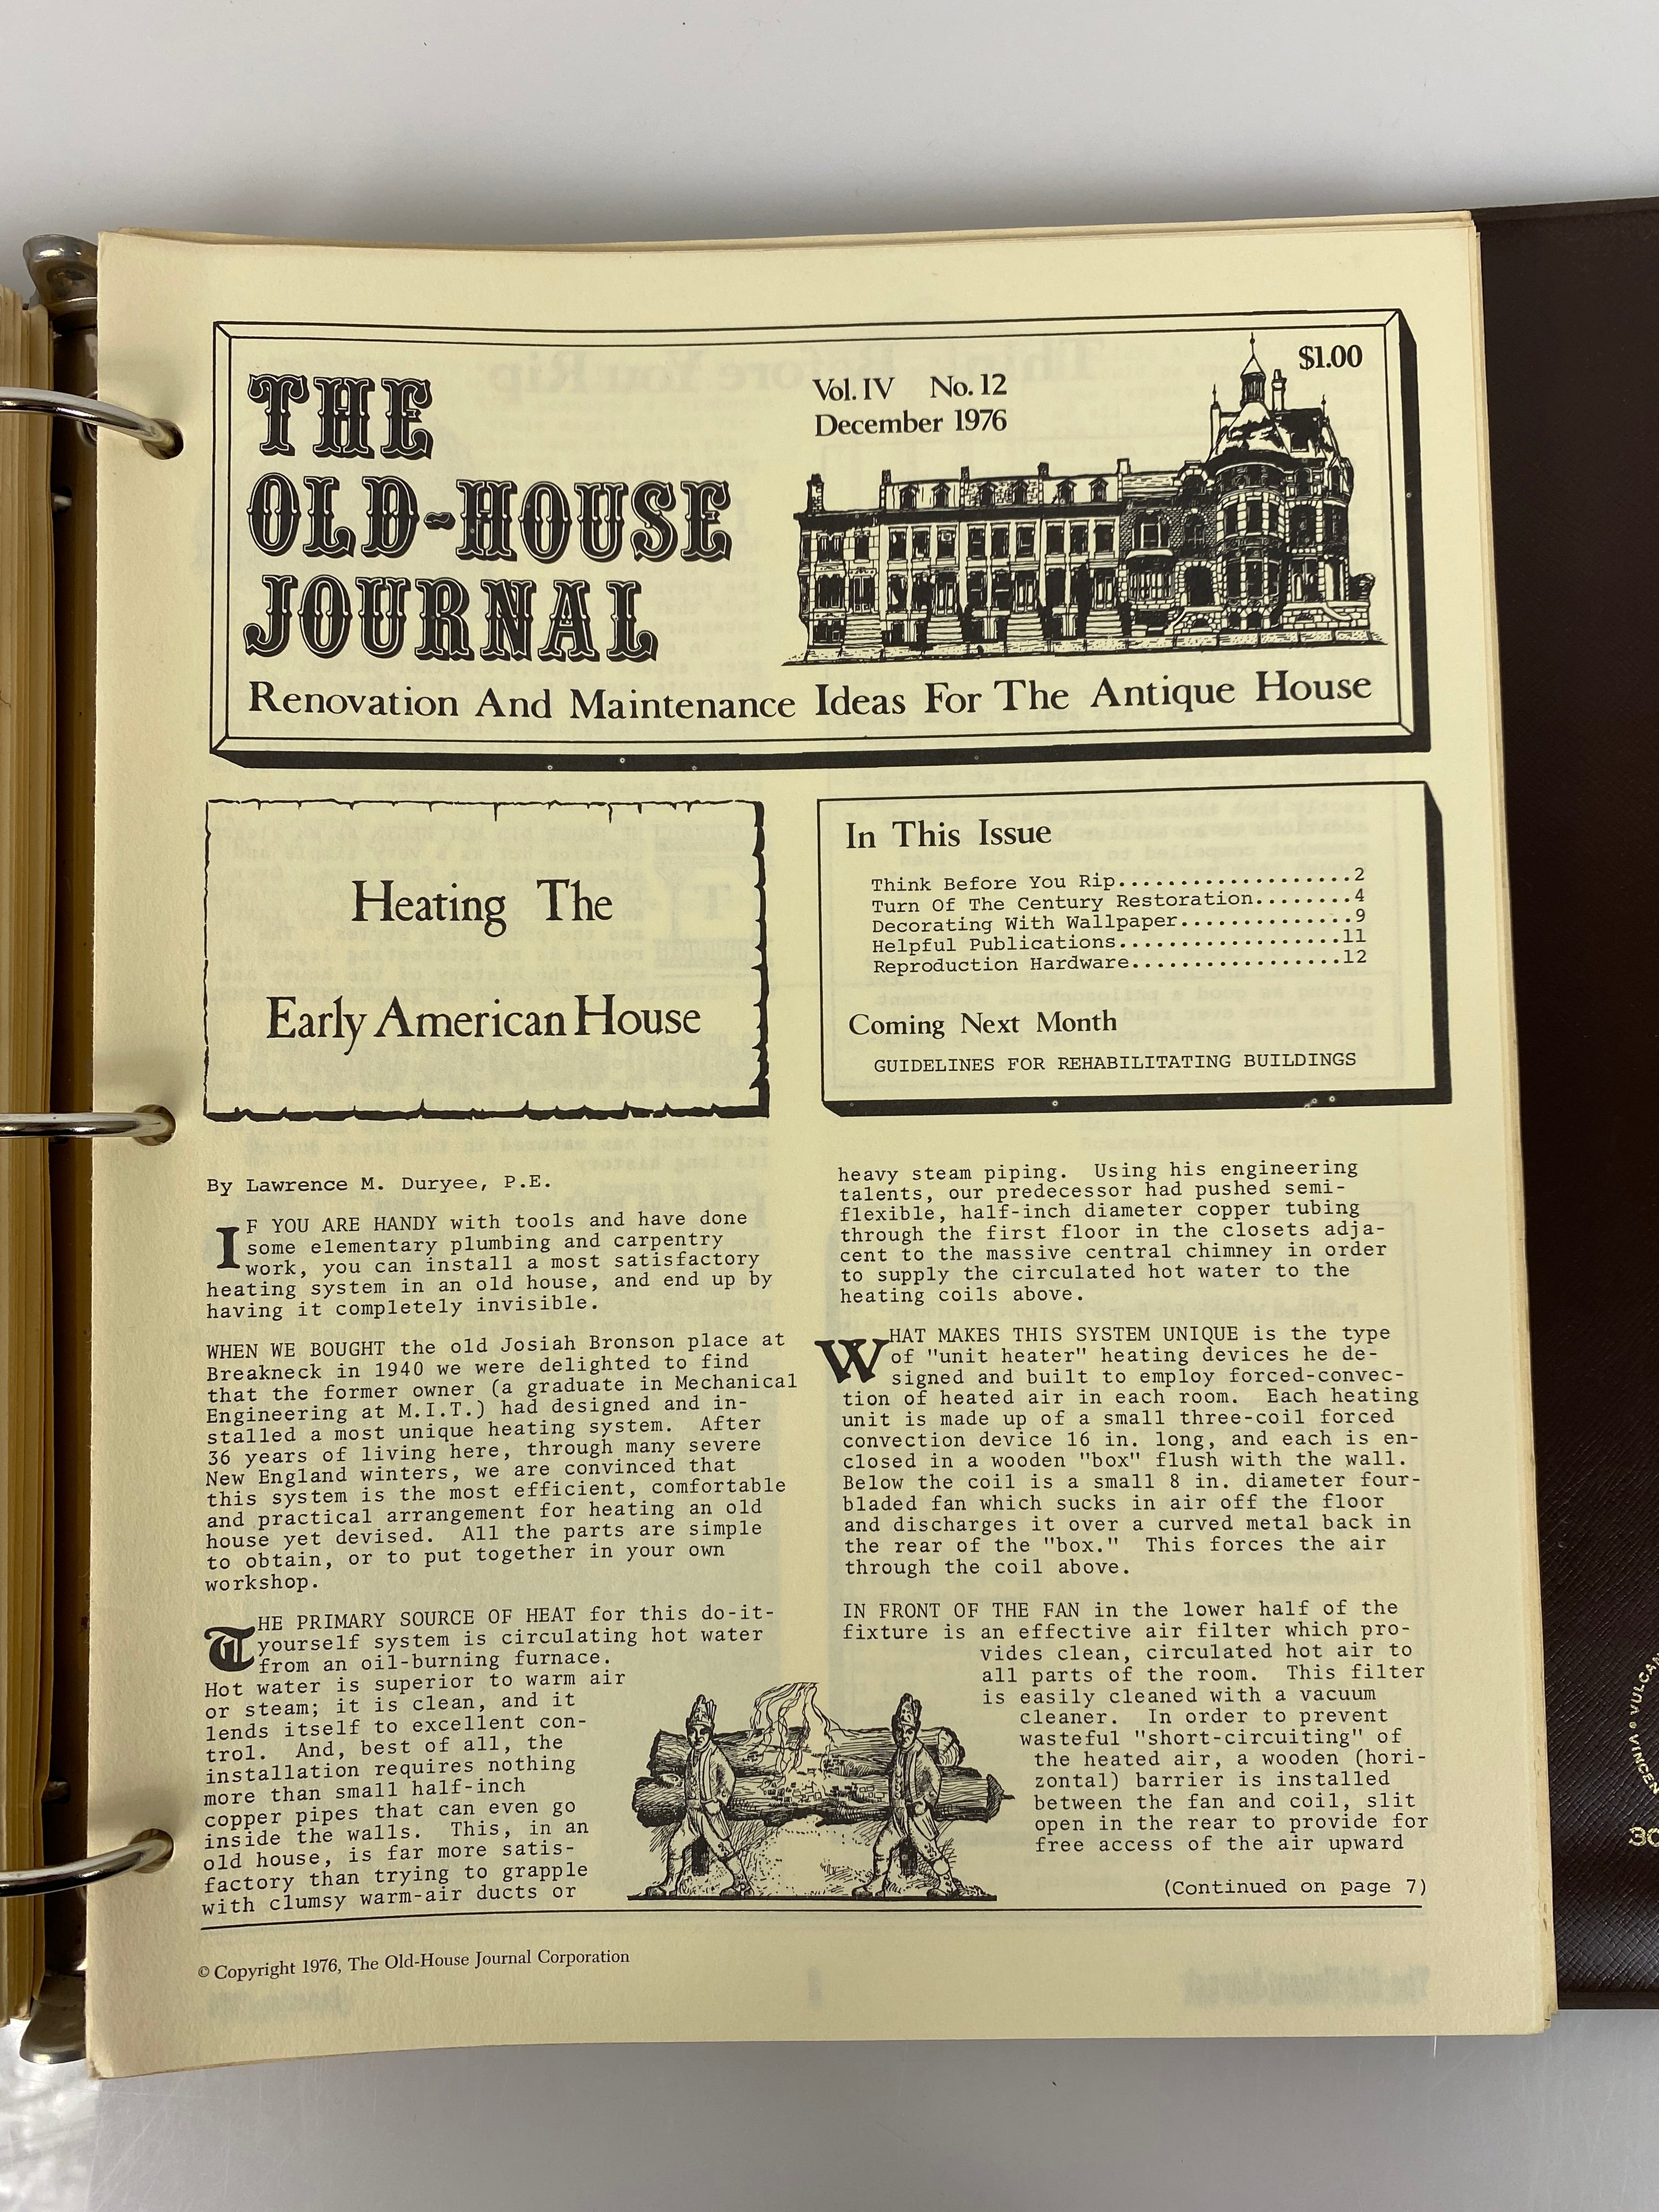 THE
OLD-HOUSE
JOURNAL
Vol. IV No. 12
December 1976
$1.00
Renovation And Maintenance Ideas For The Antique House
Heating The
Early American House
In This Issue
Think Before You Rip...................2
Turn Of The Century Restoration........4
Decorating With Wallpaper..............9
Helpful Publications..................11
Reproduction Hardware.................12
Coming Next Month
GUIDELINES FOR REHABILITATING BUILDINGS
By Lawrence M. Duryee, P.E.
IF YOU ARE HANDY with tools and have done
some elementary plumbing and carpentry
work, you can install a most satisfactory
heating system in an old house, and end up by
having it completely invisible.
WHEN WE BOUGHT the old Josiah Bronson place at
Breakneck in 1940 we were delighted to find
that the former owner (a graduate in Mechanical
Engineering at M.I.T.) had designed and in-
stalled a most unique heating system. After
36 years of living here, through many severe
New England winters, we are convinced that
this system is the most efficient, comfortable
and practical arrangement for heating an old
house yet devised. All the parts are simple
to obtain, or to put together in your own
workshop.
THE PRIMARY SOURCE OF HEAT for this do-it-
yourself system is circulating hot water
from an oil-burning furnace.
Hot water is superior to warm air
or steam; it is clean, and it
lends itself to excellent con-
trol. And, best of all, the
installation requires nothing
more than small half-inch
copper pipes that can even go
inside the walls. This, in an
old house, is far more satis-
factory than trying to grapple
with clumsy warm-air ducts or
heavy steam piping. Using his engineering
talents, our predecessor had pushed semi-
flexible, half-inch diameter copper tubing
through the first floor in the closets adja-
cent to the massive central chimney in order
to supply the circulated hot water to the
heating coils above.
WHAT MAKES THIS SYSTEM UNIQUE is the type
of "unit heater" heating devices he de-
signed and built to employ forced-convec-
tion of heated air in each room. Each heating
unit is made up of a small three-coil forced
convection device 16 in. long, and each is en-
closed in a wooden "box" flush with the wall.
Below the coil is a small 8 in. diameter four-
bladed fan which sucks in air off the floor
and discharges it over a curved metal back in
the rear of the "box." This forces the air
through the coil above.
IN FRONT OF THE FAN in the lower half of the
fixture is an effective air filter which pro-
vides clean, circulated hot air to
all parts of the room. This filter
is easily cleaned with a vacuum
cleaner. In order to prevent
wasteful "short-circuiting" of
the heated air, a wooden (hori-
zontal) barrier is installed
between the fan and coil, slit
open in the rear to provide for
free access of the air upward
(Continued on page 7)
© Copyright 1976, The Old-House Journal Corporation